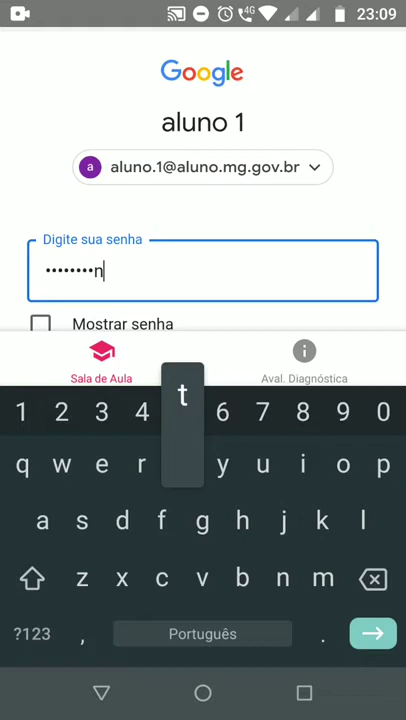 4G
23:09
Google
aluno 1
a aluno.1@aluno.mg.gov.br
Digite sua senha
••••••••n
Mostrar senha
Sala de Aula
Aval. Diagnóstica
t
1 2 3 4 6 7 8 9 0
q w e r y u i o p
a s d f g h j k l
z x c v b n m
?123 , Português .